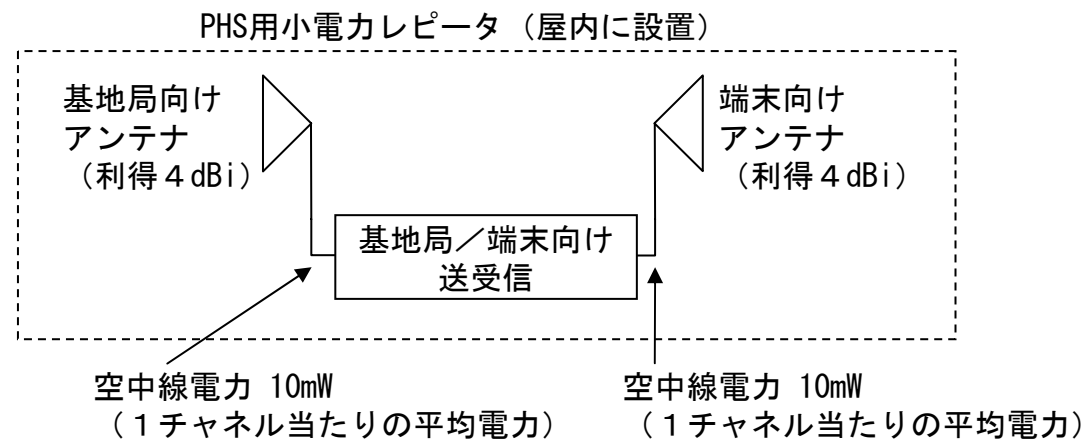 PHS用小電力レピータ（屋内に設置）
基地局向け
アンテナ
（利得４dBi）
端末向け
アンテナ
（利得４dBi）
基地局／端末向け
送受信
空中線電力 10mW
（１チャネル当たりの平均電力）
空中線電力 10mW
（１チャネル当たりの平均電力）